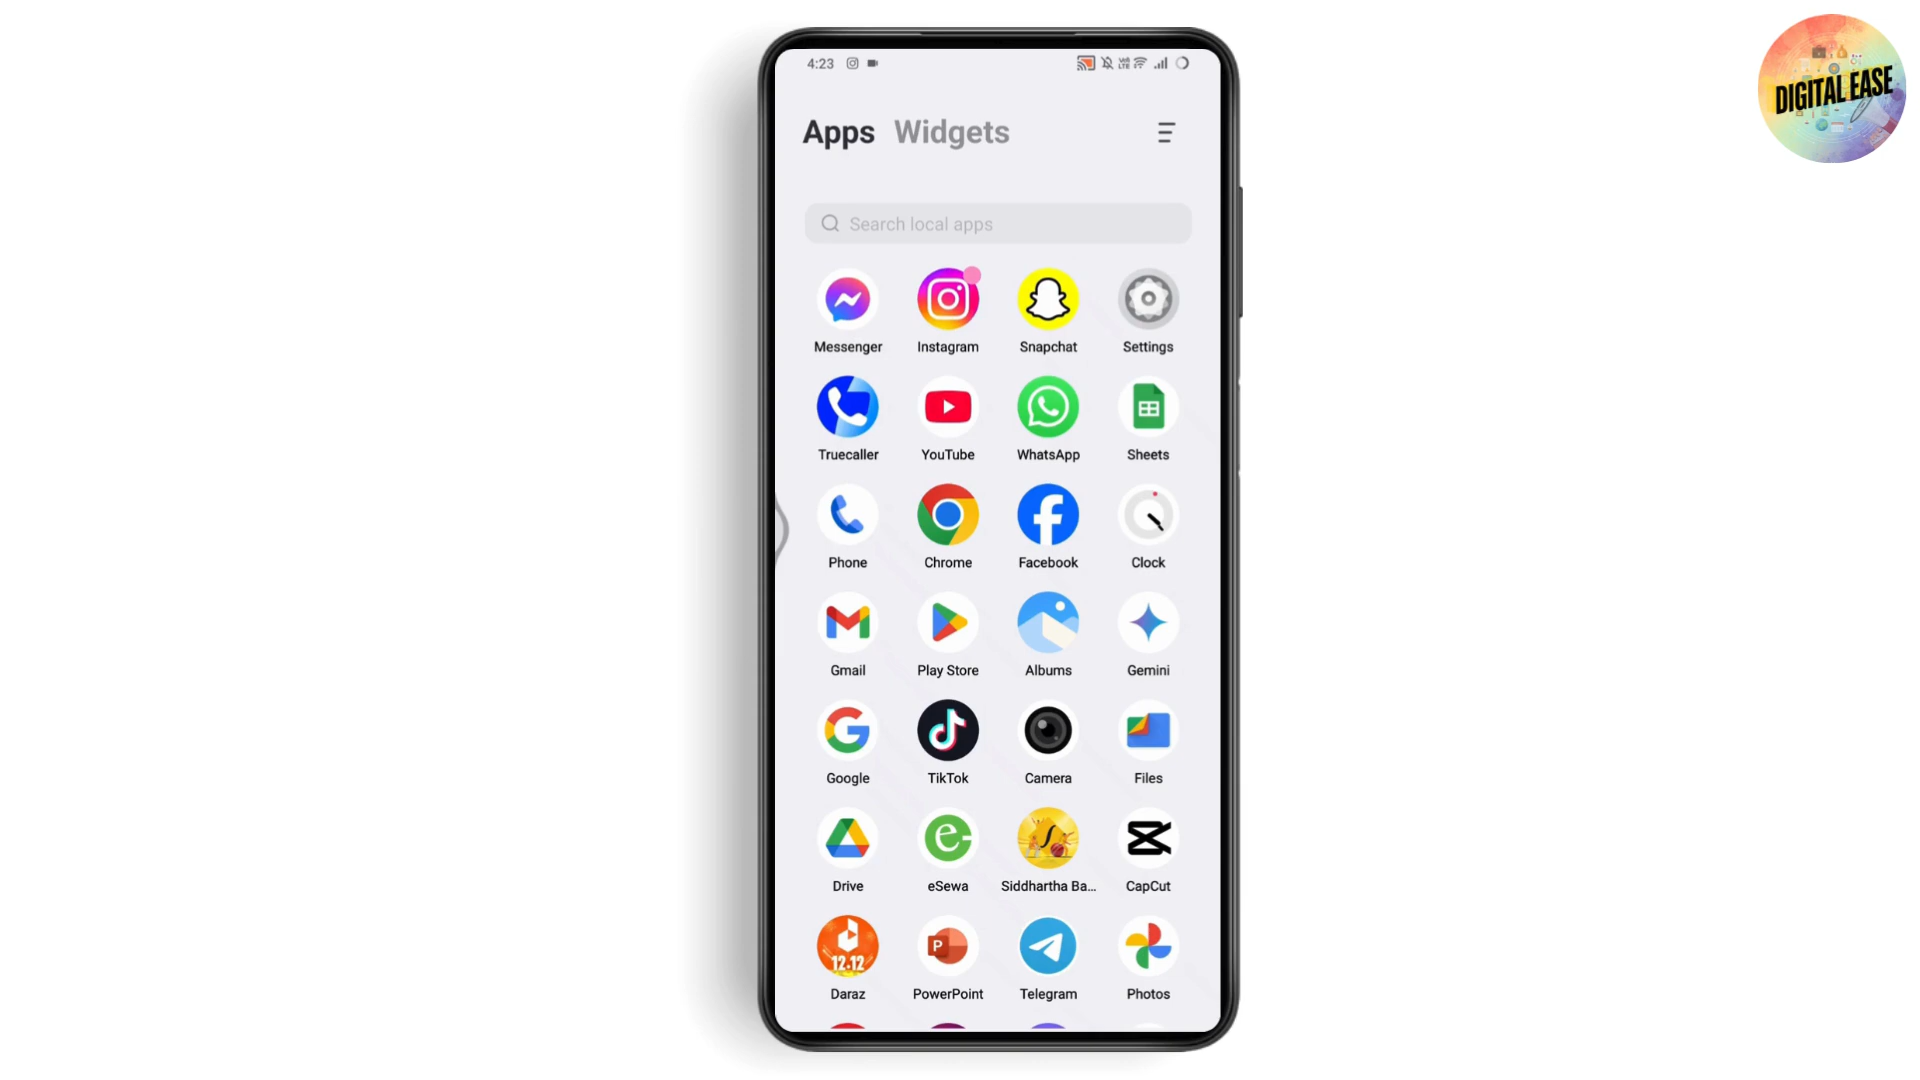 4:23
VoD LTE
Apps Widgets
Search local apps
Messenger Instagram Snapchat Settings
Truecaller YouTube WhatsApp Sheets
Phone Chrome Facebook Clock
Gmail Play Store Albums Gemini
Google TikTok Camera Files
Drive eSewa Siddhartha Ba... CapCut
12.12
P
Daraz PowerPoint Telegram Photos
DIGITAL EASE